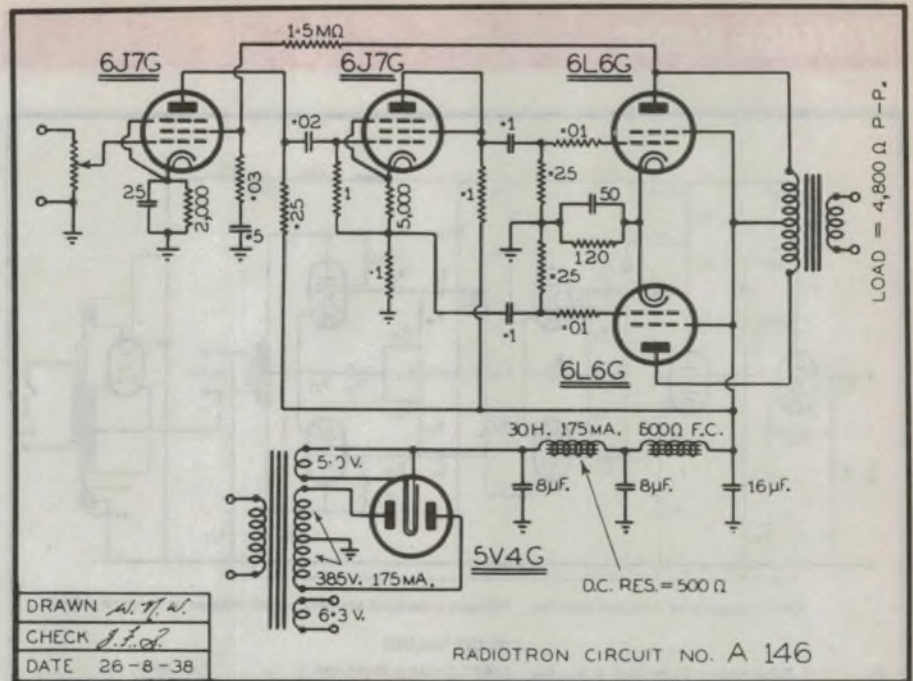 1·5 MΩ
6J7G
6J7G
6L6G
·02
·1
·01
25
2,000
·03
·5
·25
1
5,000
·1
·25
50
120
·25
·1
·1
·01
6L6G
LOAD = 4,800 Ω P-P.
30H. 175 MA.
500Ω F.C.
5·0 V.
8μF.
8μF.
16μF.
5V4G
385V. 175MA.
D.C. RES. = 500 Ω
6·3 V.
DRAWN
CHECK
DATE 26-8-38
RADIOTRON CIRCUIT NO. A 146